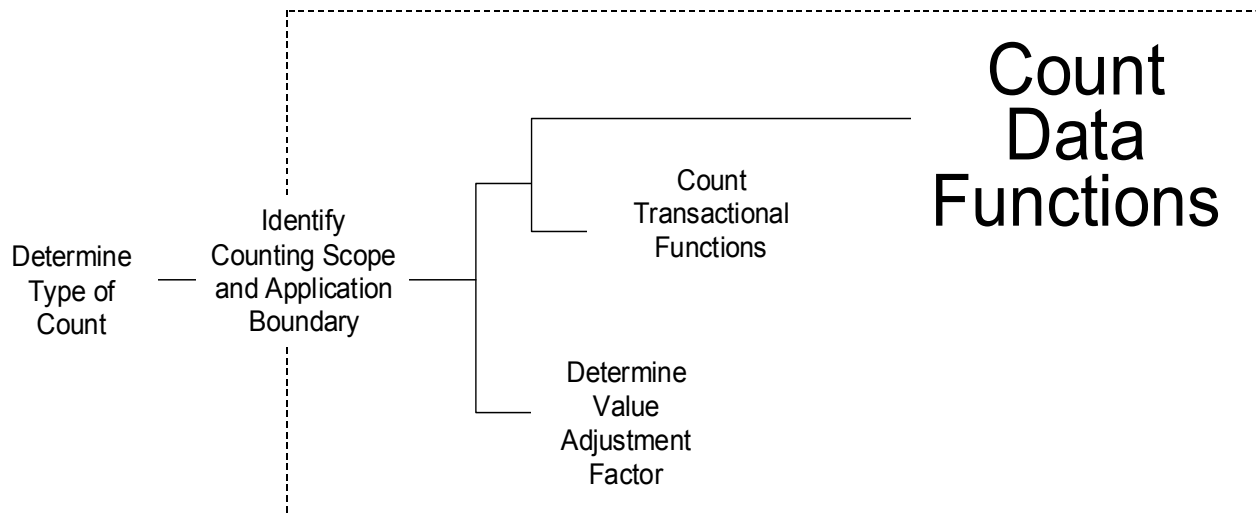 Determine
Type of
Count
Identify
Counting Scope
and Application
Boundary
Count
Data
Functions
Count
Transactional
Functions
Determine
Value
Adjustment
Factor